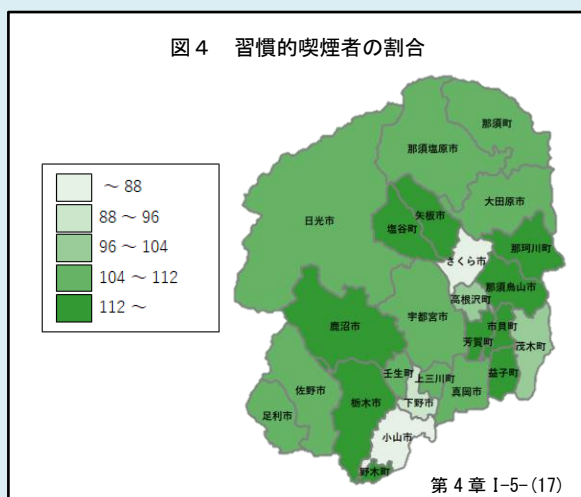 図4 習慣的喫煙者の割合
～ 88
88 ～ 96
96 ～ 104
104 ～ 112
112 ～
那須町
那須塩原市
大田原市
日光市
矢板市
塩谷町
那珂川町
さくら市
那須烏山市
高根沢町
宇都宮市
市貝町
鹿沼市
芳賀町
茂木町
壬生町
上三川町
益子町
佐野市
真岡市
栃木市
下野市
足利市
小山市
野木町
第4章 I-5-(17)